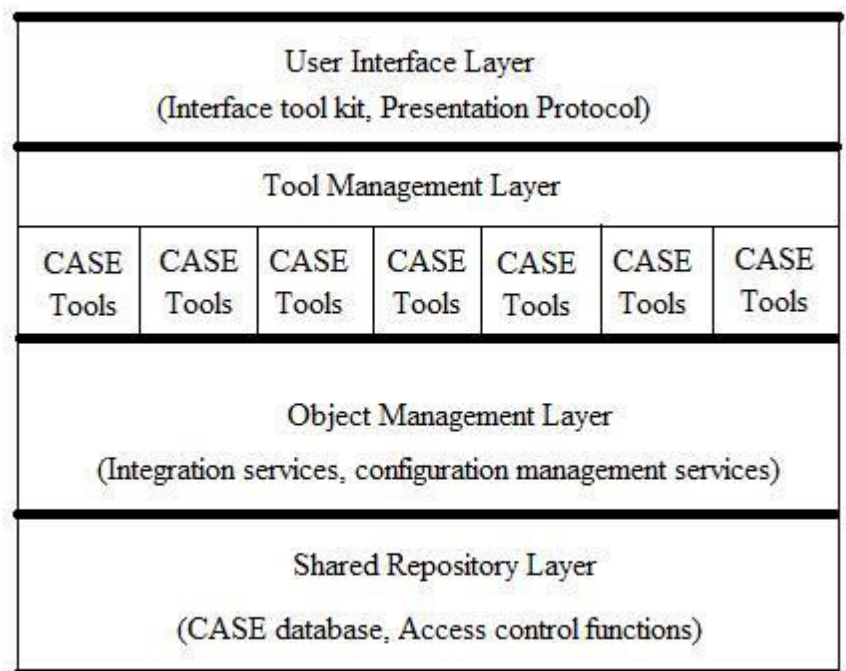 User Interface Layer
(Interface tool kit, Presentation Protocol)
Tool Management Layer
CASE CASE CASE CASE CASE CASE CASE
Tools Tools Tools Tools Tools Tools Tools
Object Management Layer
(Integration services, configuration management services)
Shared Repository Layer
(CASE database, Access control functions)